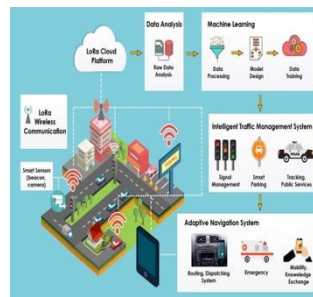 Data Analysis
Machine Learning
LoRa Cloud
Platform
Raw Data
Analysis
Data
Processing
Model
Design
Data
Training
LoRa
Wireless
Communication
Smart Sensors
(beacon,
camera)
Intelligent Traffic Management System
Signal
Management
Smart
Parking
Tracking,
Public Services
Adaptive Navigation System
Routing, Dispatching
System
Emergency
Mobility,
Knowledge
Exchange